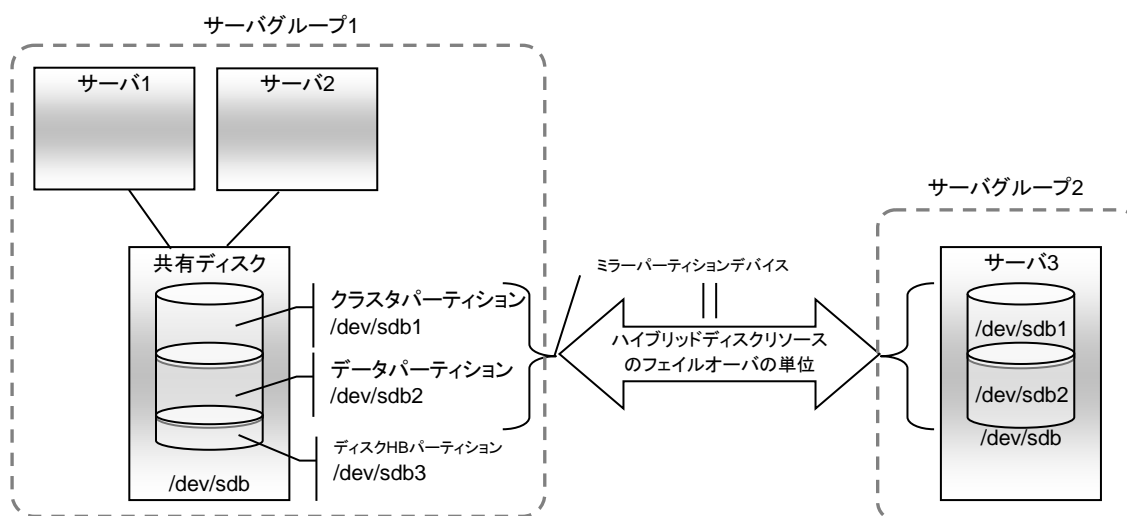 サーバグループ1
サーバ1
サーバ2
共有ディスク
クラスタパーティション
/dev/sdb1
データパーティション
/dev/sdb2
ディスクHBパーティション
/dev/sdb3
/dev/sdb
ミラーパーティションデバイス
ハイブリッドディスクリソース
のフェイルオーバの単位
サーバグループ2
サーバ3
/dev/sdb1
/dev/sdb2
/dev/sdb